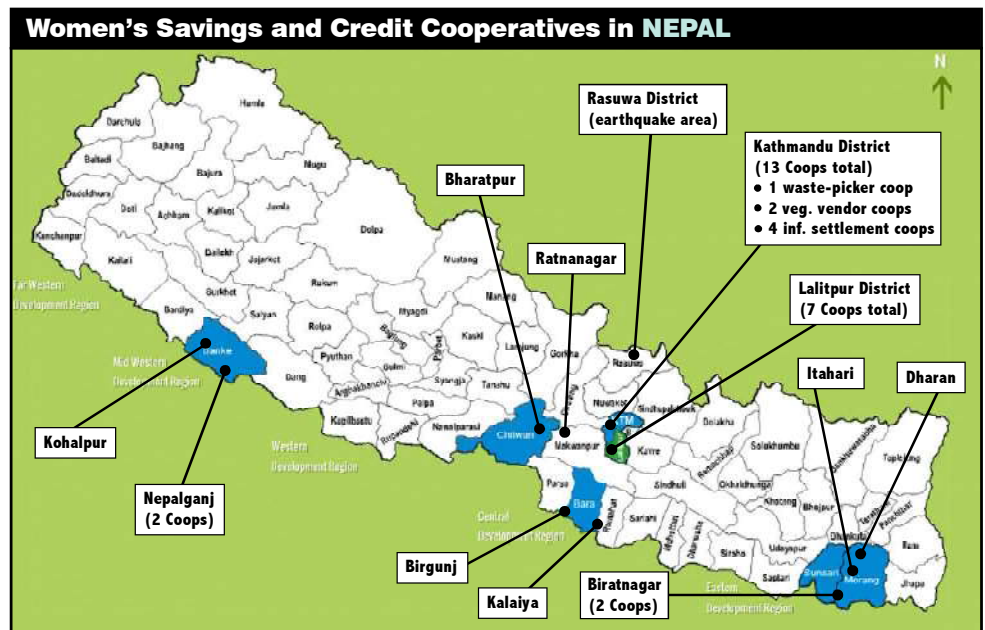 Women's Savings and Credit Cooperatives in NEPAL
N
Rasuwa District
(earthquake area)
Kathmandu District
(13 Coops total)
• 1 waste-picker coop
• 2 veg. vendor coops
• 4 inf. settlement coops
Bharatpur
Ratnanagar
Lalitpur District
(7 Coops total)
Itahari
Dharan
Kohalpur
Nepalganj
(2 Coops)
Birgunj
Kalaiya
Biratnagar
(2 Coops)
Humla
Darchula
Bajhang
Baitadi
Bajura
Mugu
Dadeldhura
Doti
Achham
Kalikot
Jumla
Kanchanpur
Kailali
Dailekh
Jajarkot
Dolpa
Far Western
Development Region
Bardiya
Surkhet
Salyan
Rukum
Mustang
Banke
Rolpa
Myagdi
Manang
Mid Western
Development Region
Dang
Pyuthan
Baglung
Gulmi
Parbat
Kaski
Lamjung
Gorkha
Syangja
Tanahu
Palpa
Western
Development Region
Chitwan
Makwanpur
Rasuwa
Nuwakot
KTM
Kavre
Dolakha
Parsa
Bara
Sarlahi
Sindhuli
Central
Development Region
Solukhumbu
Okhaldhunga
Khotang
Bhojpur
Taplejung
Siraha
Udayapur
Saptari
Sunsari
Morang
Ilam
Jhapa
Eastern
Development Region